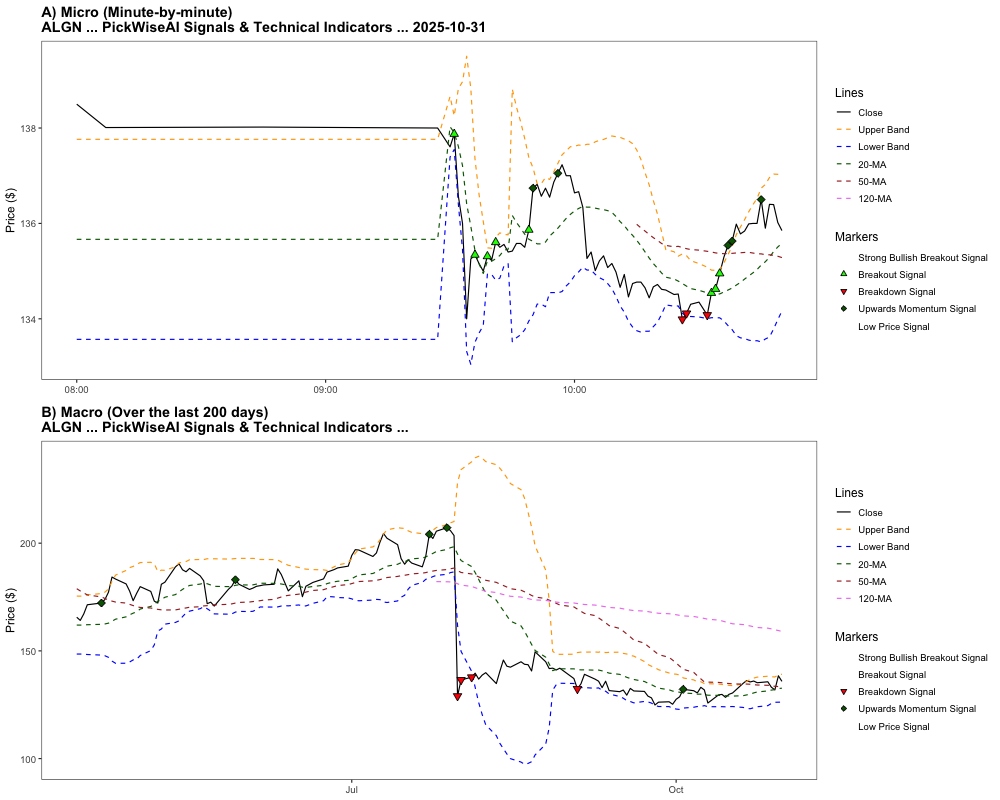 A) Micro (Minute-by-minute)
ALGN ... PickWiseAI Signals & Technical Indicators ... 2025-10-31
Price ($)
138
136
134
08:00
09:00
10:00
Lines
Close
Upper Band
Lower Band
20-MA
50-MA
120-MA
Markers
Strong Bullish Breakout Signal
Breakout Signal
Breakdown Signal
Upwards Momentum Signal
Low Price Signal
B) Macro (Over the last 200 days)
ALGN ... PickWiseAI Signals & Technical Indicators ...
Price ($)
200
150
100
Jul
Oct
Lines
Close
Upper Band
Lower Band
20-MA
50-MA
120-MA
Markers
Strong Bullish Breakout Signal
Breakout Signal
Breakdown Signal
Upwards Momentum Signal
Low Price Signal